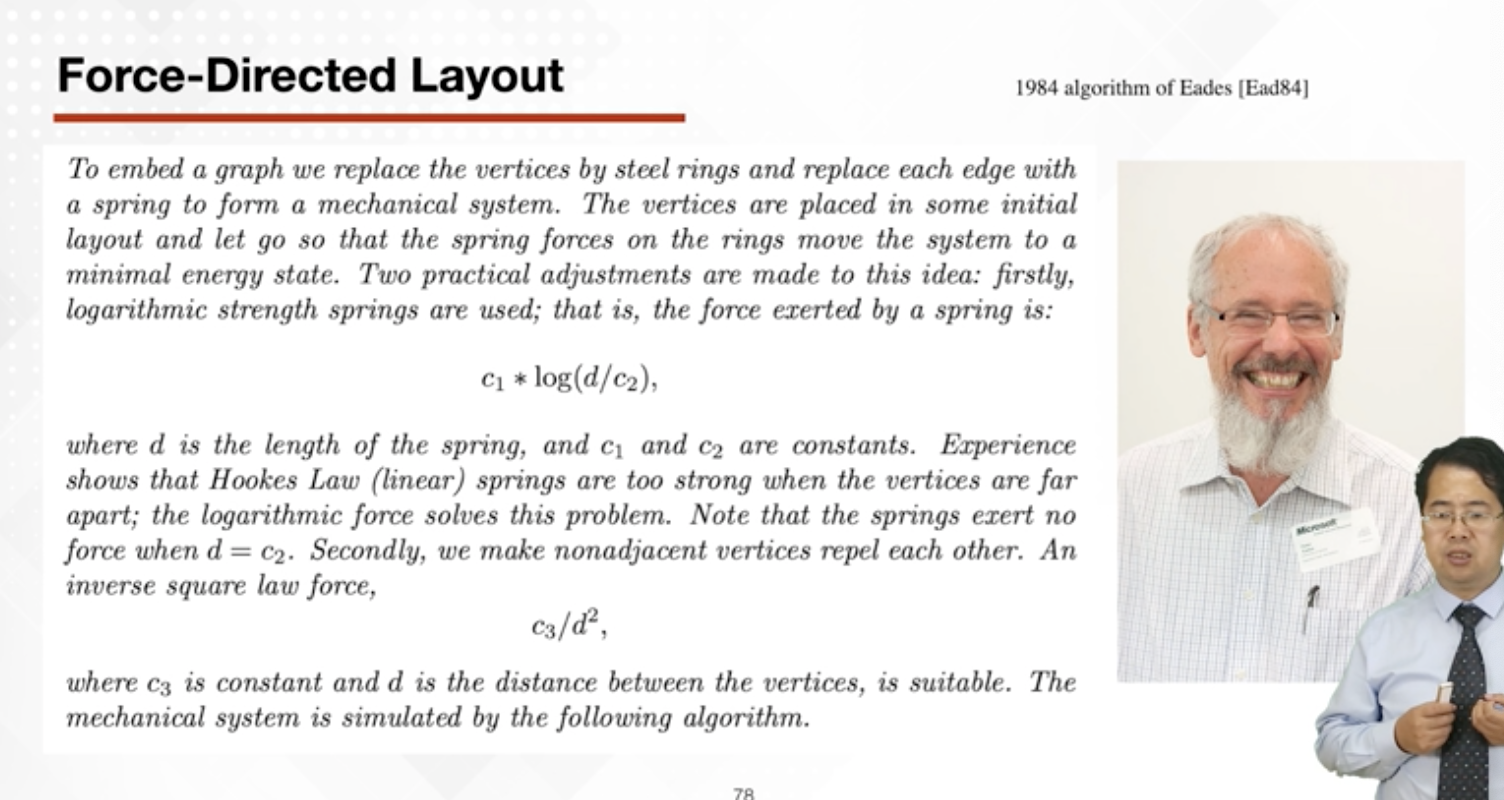 Force-Directed Layout
1984 algorithm of Eades [Ead84]
To embed a graph we replace the vertices by steel rings and replace each edge with
a spring to form a mechanical system. The vertices are placed in some initial
layout and let go so that the spring forces on the rings move the system to a
minimal energy state. Two practical adjustments are made to this idea: firstly,
logarithmic strength springs are used; that is, the force exerted by a spring is:
c₁ * log(d/c₂),
where d is the length of the spring, and c₁ and c₂ are constants. Experience
shows that Hookes Law (linear) springs are too strong when the vertices are far
apart; the logarithmic force solves this problem. Note that the springs exert no
force when d = c₂. Secondly, we make nonadjacent vertices repel each other. An
inverse square law force,
c₃/d²,
where c₃ is constant and d is the distance between the vertices, is suitable. The
mechanical system is simulated by the following algorithm.
Microsoft
78